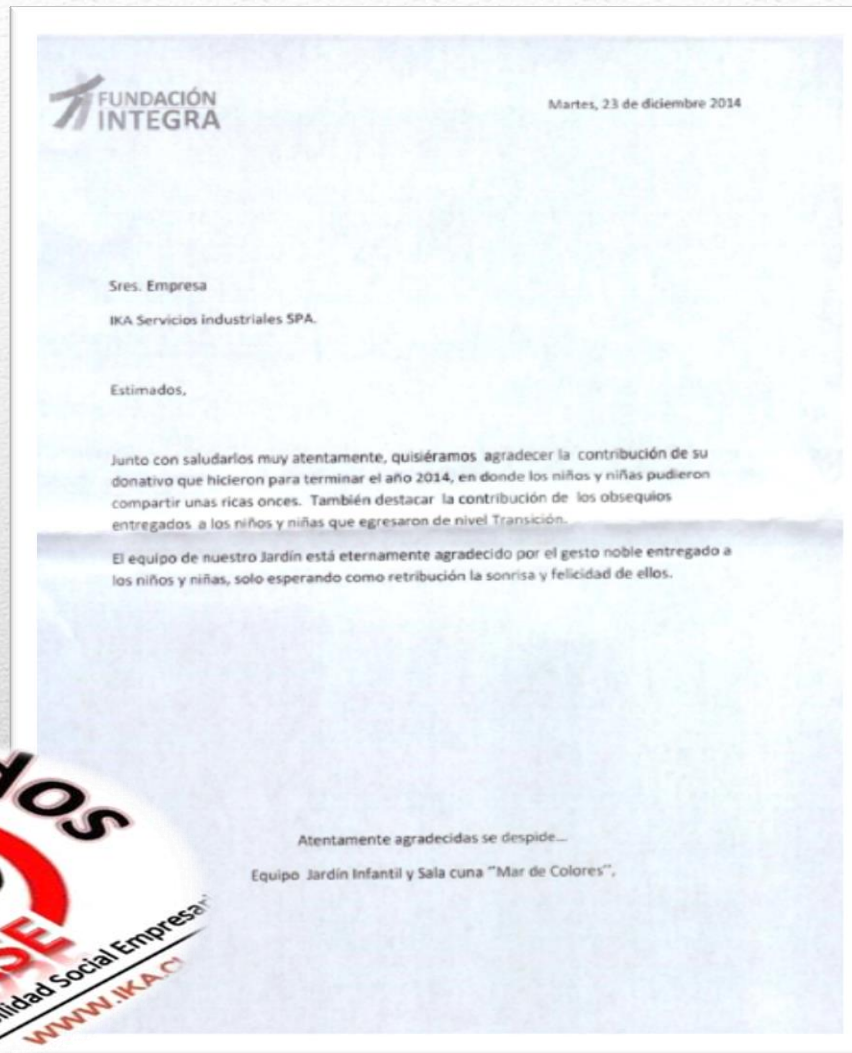 FUNDACIÓN
INTEGRA
Martes, 23 de diciembre 2014
Sres. Empresa
IKA Servicios industriales SPA.
Estimados,
Junto con saludarlos muy atentamente, quisiéramos agradecer la contribución de su
donativo que hicieron para terminar el año 2014, en donde los niños y niñas pudieron
compartir unas ricas onces. También destacar la contribución de los obsequios
entregados a los niños y niñas que egresaron de nivel Transición.
El equipo de nuestro Jardín está eternamente agradecido por el gesto noble entregado a
los niños y niñas, solo esperando como retribución la sonrisa y felicidad de ellos.
Atentamente agradecidas se despide...
Equipo Jardín Infantil y Sala cuna "Mar de Colores".
Social Empresar
WWW.IKA.C